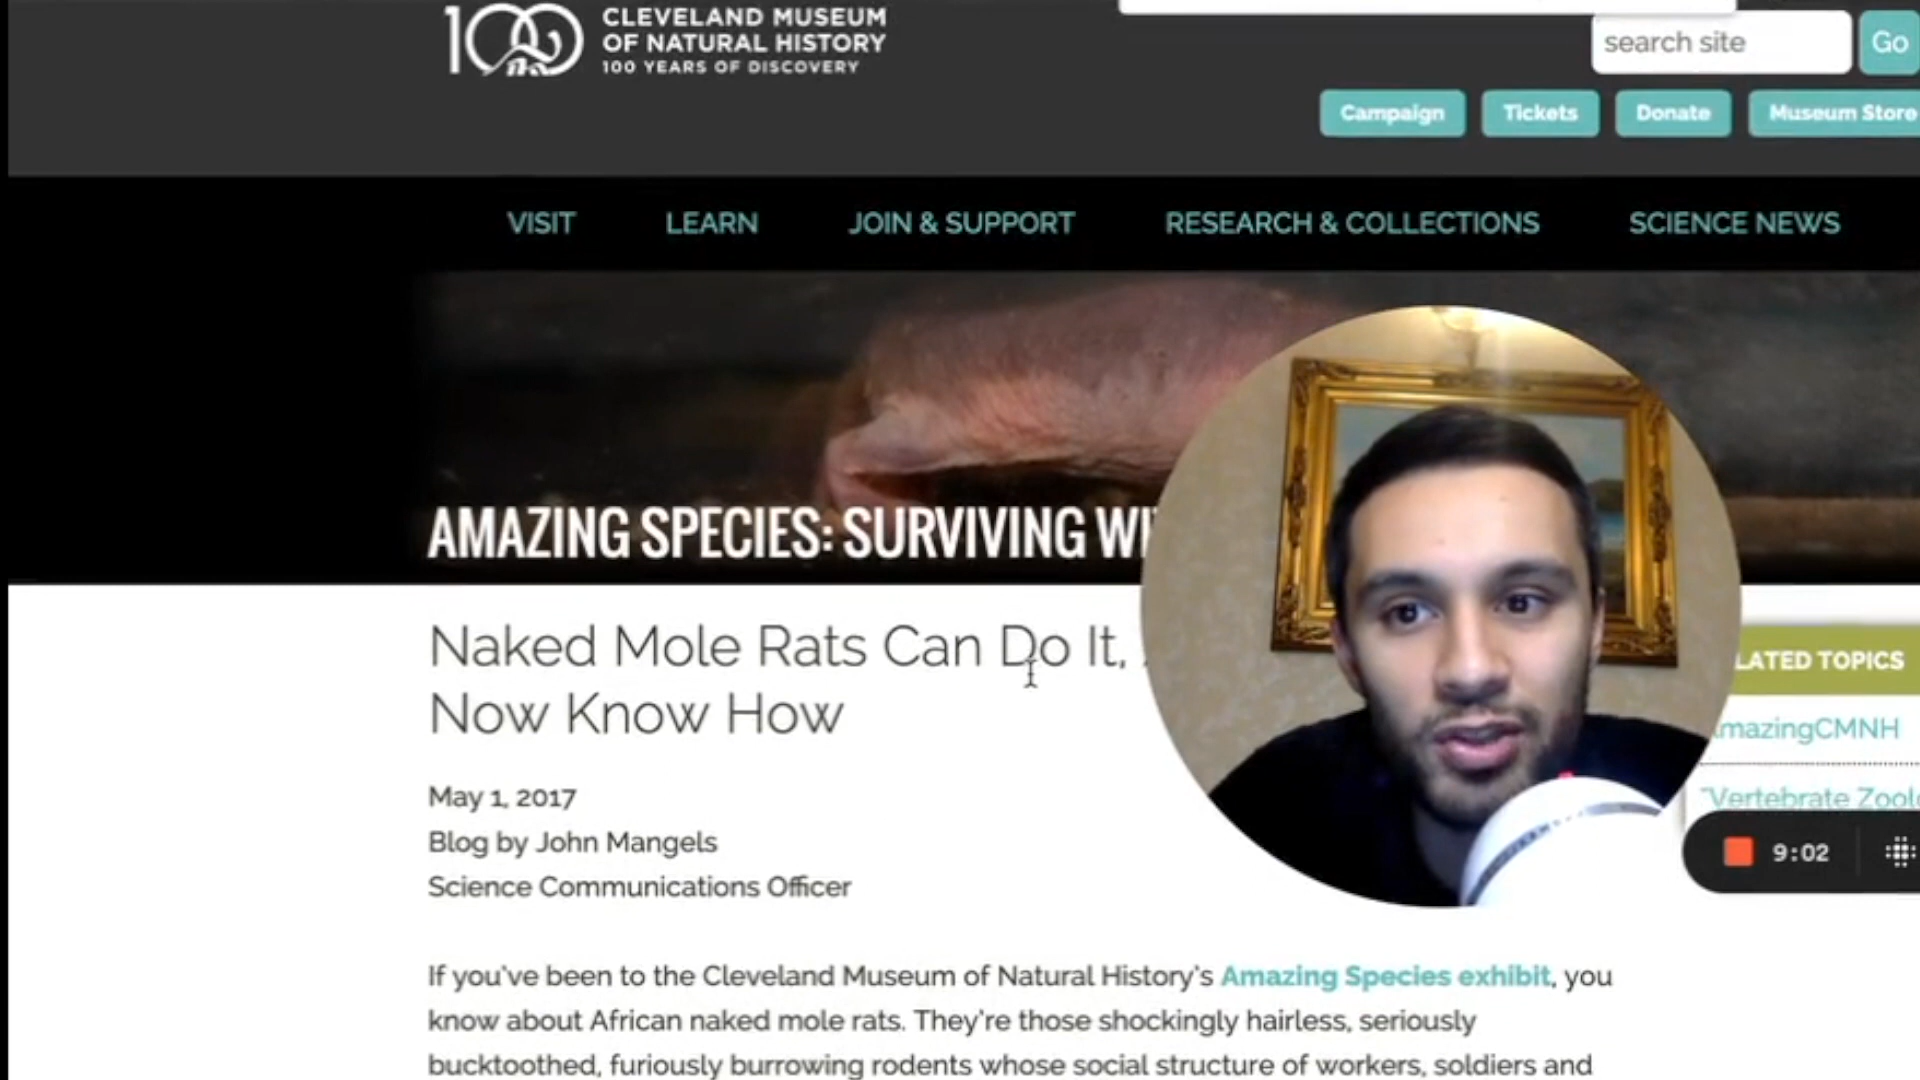 100
CLEVELAND MUSEUM
OF NATURAL HISTORY
100 YEARS OF DISCOVERY
search site
Go
Campaign
Tickets
Donate
Museum Store
VISIT
LEARN
JOIN & SUPPORT
RESEARCH & COLLECTIONS
SCIENCE NEWS
AMAZING SPECIES: SURVIVING
Naked Mole Rats Can Do It,
Now Know How
LATED TOPICS
mazingCMNH
May 1, 2017
"Vertebrate
Blog by John Mangels
9:02
Science Communications Officer
If you've been to the Cleveland Museum of Natural History's Amazing Species exhibit, you
know about African naked mole rats. They're those shockingly hairless, seriously
bucktoothed, furiously burrowing rodents whose social structure of workers, soldiers and